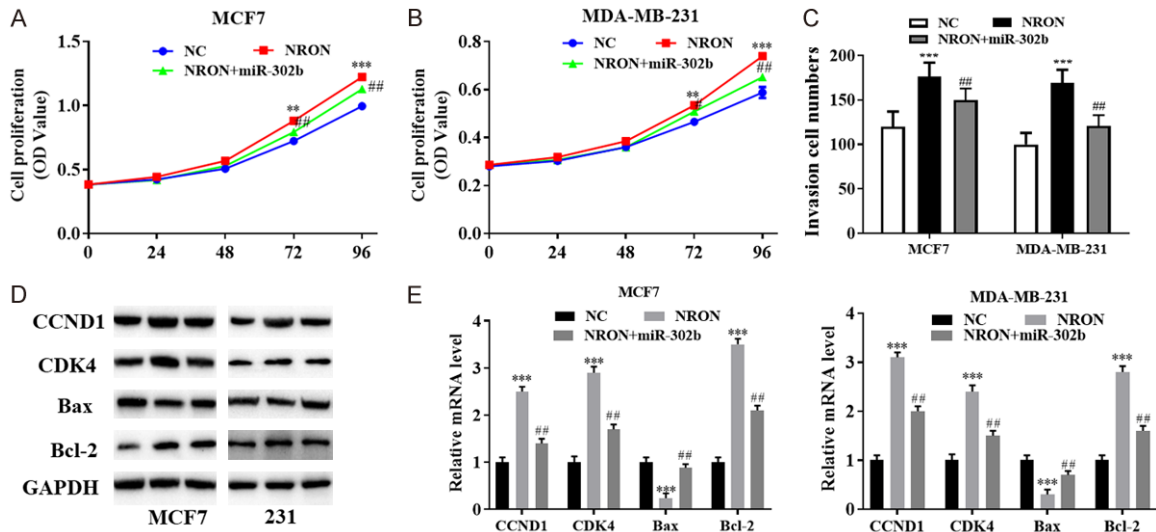 A
MCF7
Cell proliferation
(OD Value)
1.5
1.0
0.5
0.0
0
24
48
72
96
NC
NRON
NRON+miR-302b
**
##
***
##
B
MDA-MB-231
Cell proliferation
(OD Value)
0.8
0.6
0.4
0.2
0.0
0
24
48
72
96
NC
NRON
NRON+miR-302b
**
#
***
##
C
NC
NRON
NRON+miR-302b
Invasion cell numbers
200
150
100
50
0
***
##
***
##
MCF7
MDA-MB-231
D
CCND1
CDK4
Bax
Bcl-2
GAPDH
MCF7
231
E
MCF7
NC
NRON
NRON+miR-302b
Relative mRNA level
4
3
2
1
0
***
##
***
##
***
##
***
##
CCND1
CDK4
Bax
Bcl-2
MDA-MB-231
NC
NRON
NRON+miR-302b
Relative mRNA level
4
3
2
1
0
***
##
***
##
***
##
***
##
CCND1
CDK4
Bax
Bcl-2